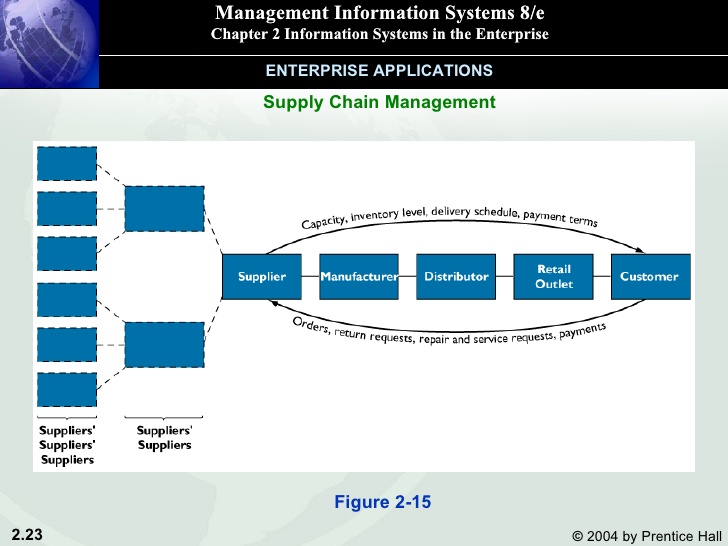 Management Information Systems 8/e
Chapter 2 Information Systems in the Enterprise
ENTERPRISE APPLICATIONS
Supply Chain Management
Capacity, inventory level, delivery schedule, payment terms
Supplier
Manufacturer
Distributor
Retail
Outlet
Customer
Orders, return requests, repair and service requests, payments
Suppliers'
Suppliers'
Suppliers
Suppliers'
Suppliers
Figure 2-15
2.23
© 2004 by Prentice Hall